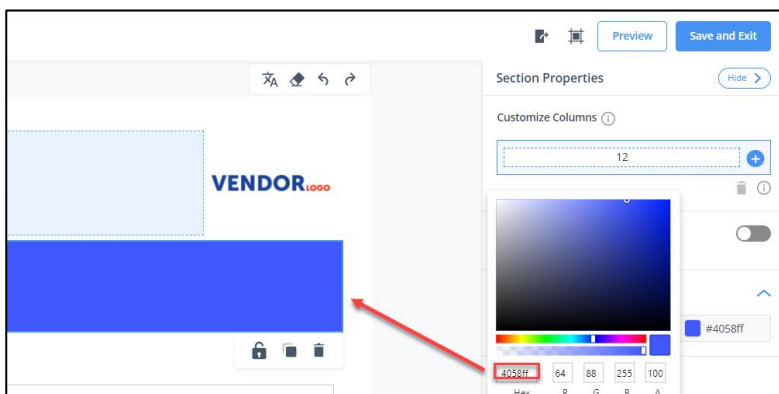 Preview
Save and Exit
Section Properties
Hide
Customize Columns
12
VENDOR LOGO
#4058ff
4058ff 64 88 255 100
Hex R G B A